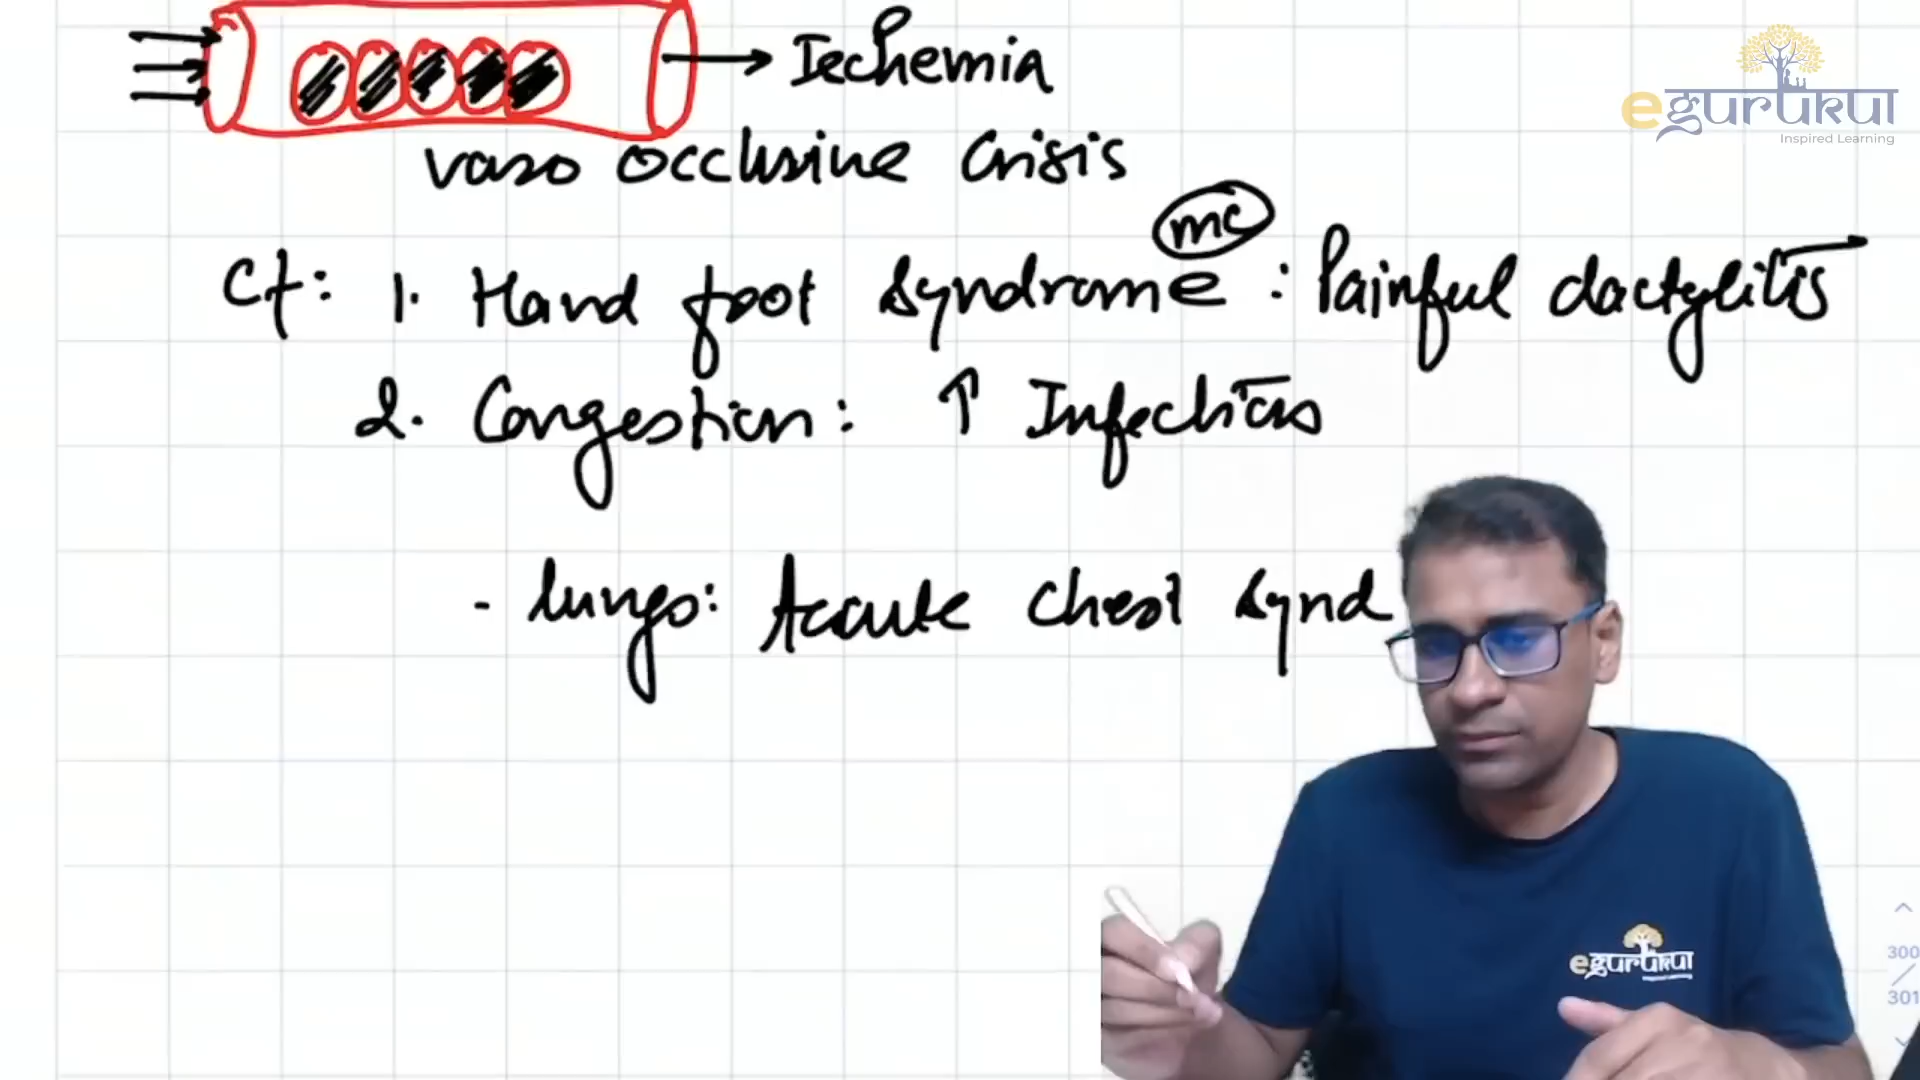 Ischemia
egurukul
Inspired Learning
vaso occlusive Crisis
mc
Cf: 1. Hand foot syndrome : Painful dactylitis
2. Congestion: ↑ Infections
- lungs: Acute Chest Synd
egurukul
300
301